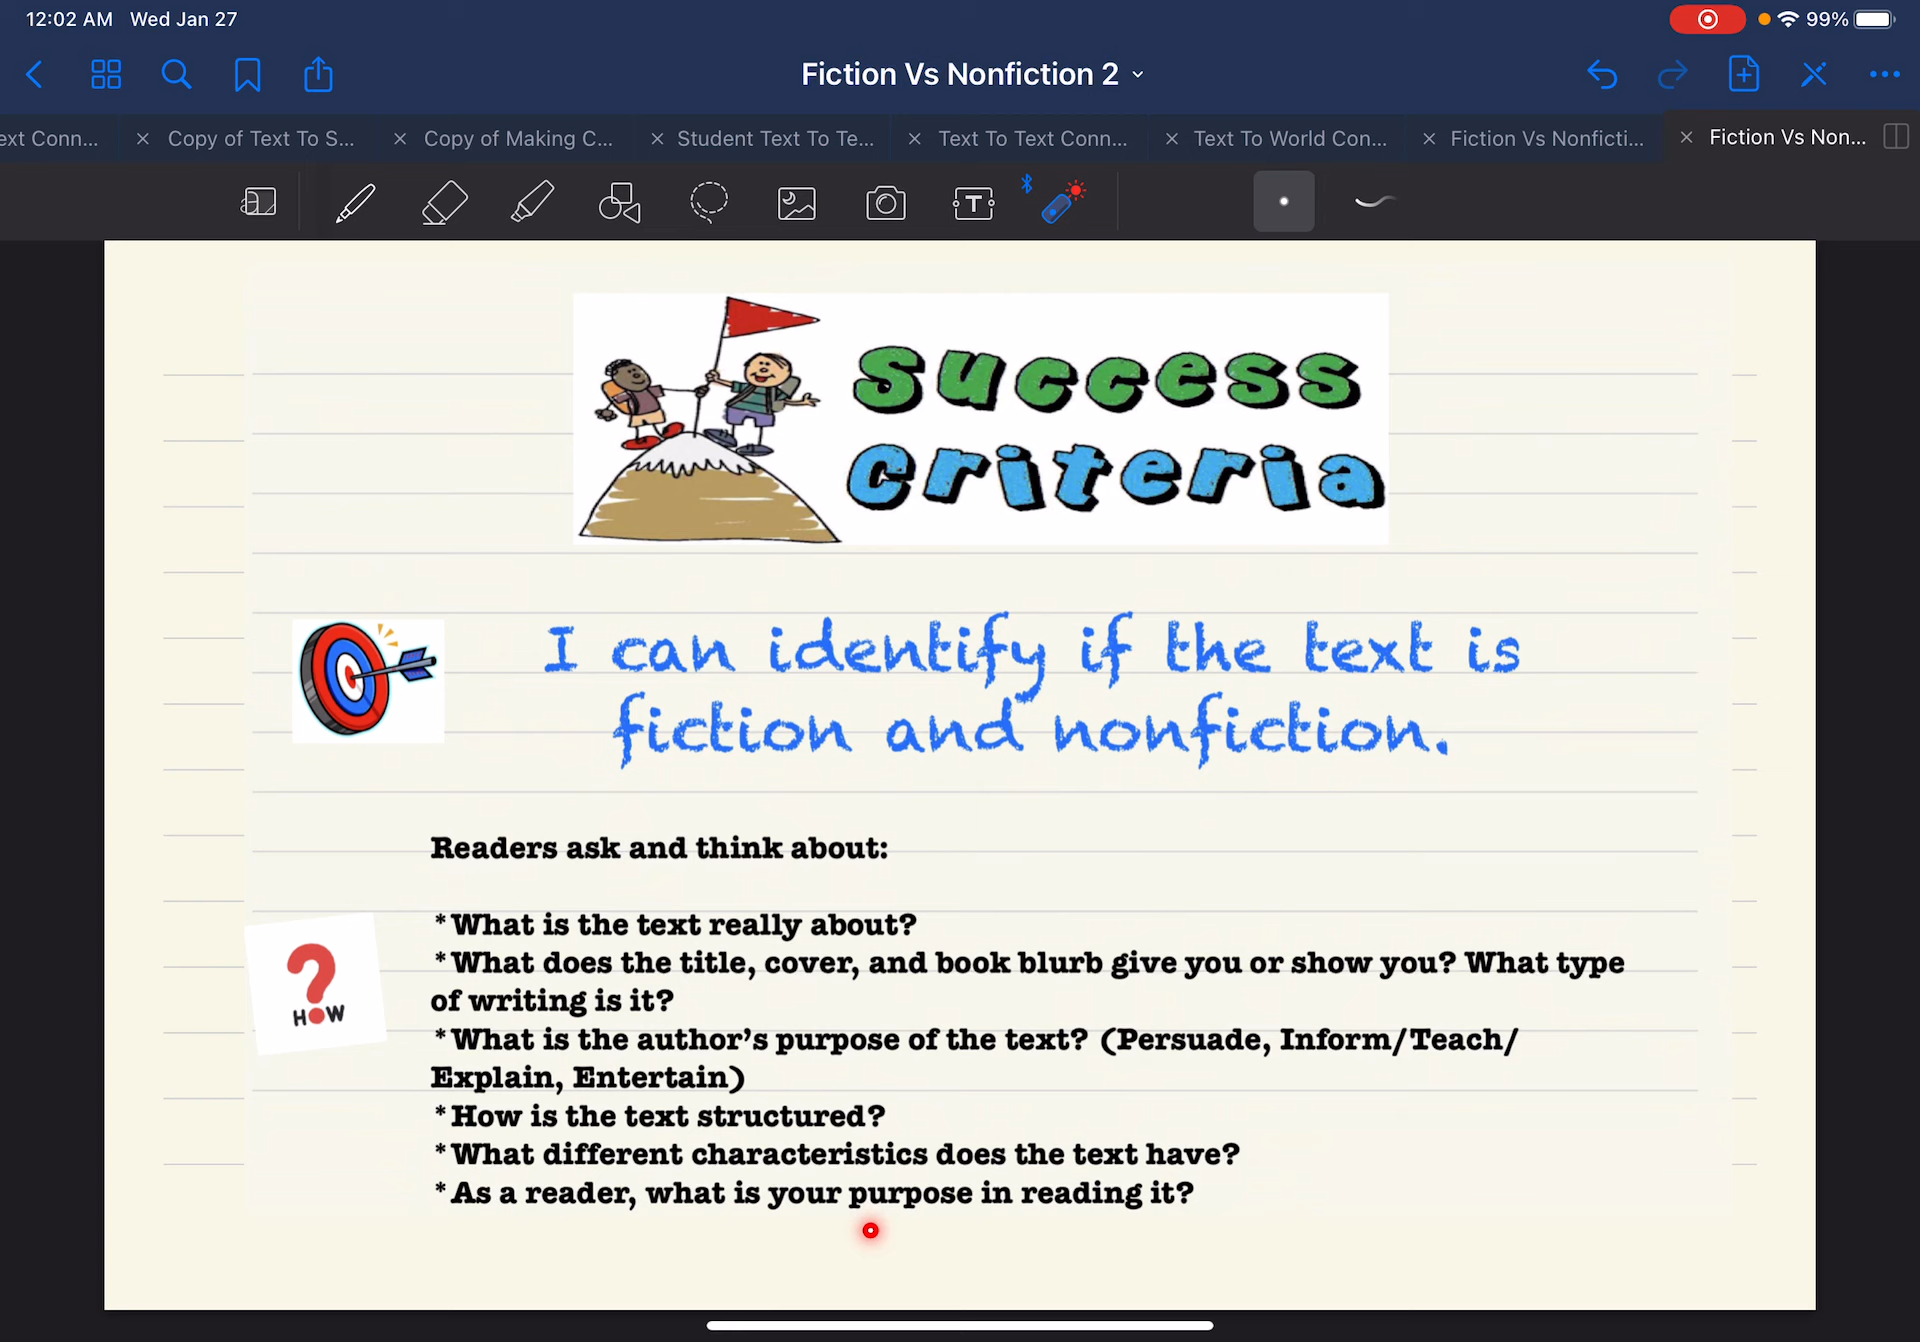 12:02 AM Wed Jan 27
99%
Fiction Vs Nonfiction 2
ext Conn...
Copy of Text To S...
Copy of Making C...
Student Text To Te...
Text To Text Conn...
Text To World Con...
Fiction Vs Nonficti...
Fiction Vs Non...
Success
Criteria
I can identify if the text is
fiction and nonfiction.
Readers ask and think about:
*What is the text really about?
*What does the title, cover, and book blurb give you or show you? What type
of writing is it?
*What is the author's purpose of the text? (Persuade, Inform/Teach/
Explain, Entertain)
*How is the text structured?
*What different characteristics does the text have?
*As a reader, what is your purpose in reading it?
?
HOW